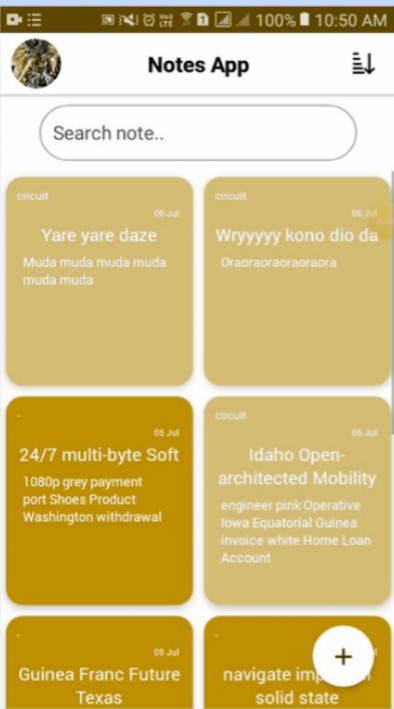 100% 10:50 AM
Notes App
Search note..
circuit
06 Jul
Yare yare daze
Muda muda muda muda
muda muda
circuit
06 Jul
Wryyyyy kono dio da
Oraoraoraoraoraora
-
05 Jul
24/7 multi-byte Soft
1080p grey payment
port Shoes Product
Washington withdrawal
circuit
05 Jul
Idaho Open-
architected Mobility
engineer pink Operative
Iowa Equatorial Guinea
invoice white Home Loan
Account
-
05 Jul
Guinea Franc Future
Texas
-
05 Jul
navigate
solid state
+